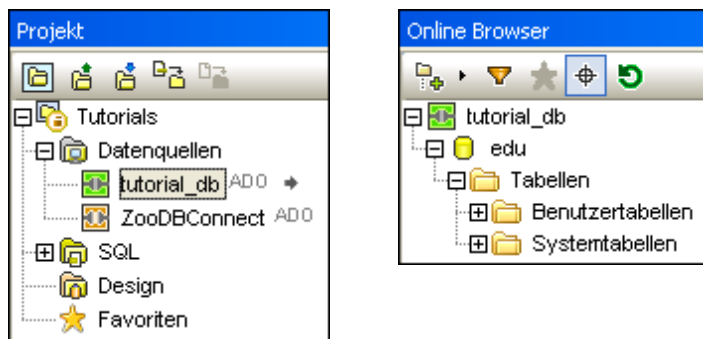 Projekt
Tutorials
Datenquellen
tutorial_db ADO
ZooDBConnect ADO
SQL
Design
Favoriten
Online Browser
tutorial_db
edu
Tabellen
Benutzertabellen
Systemtabellen